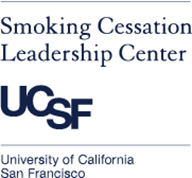 Smoking Cessation
Leadership Center
UCSF
University of California
San Francisco